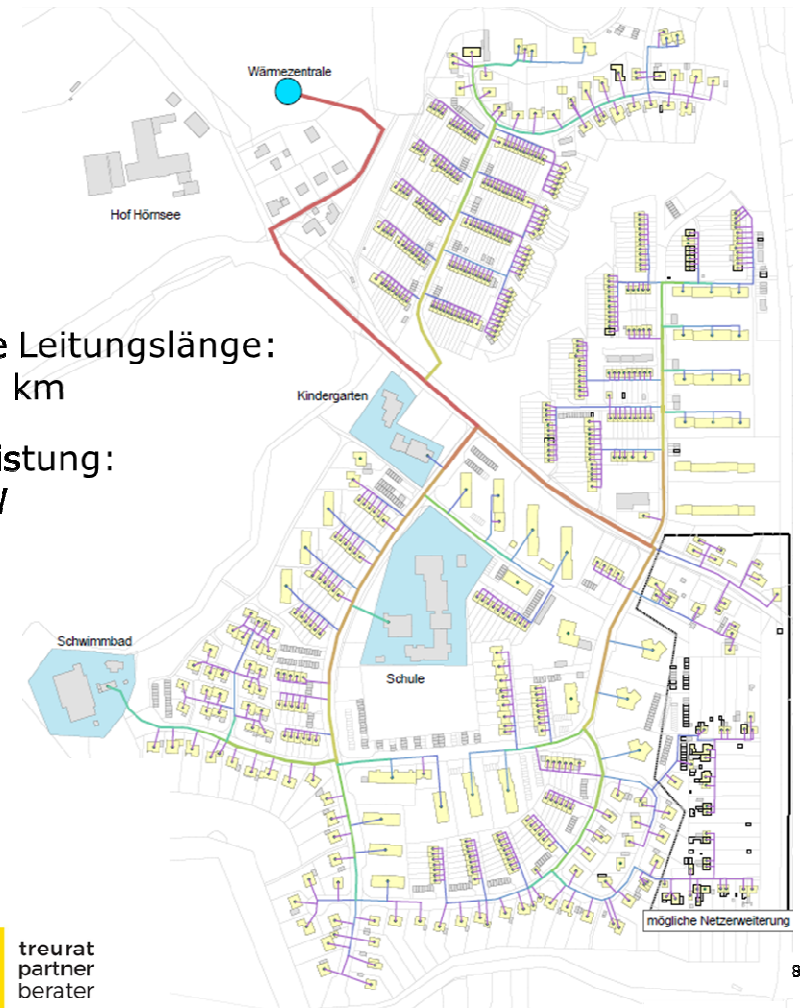 Wärmezentrale
Hof Hörnsee
e Leitungslänge:
km
Kindergarten
istung:
Schwimmbad
Schule
mögliche Netzerweiterung
treurat
partner
berater
8